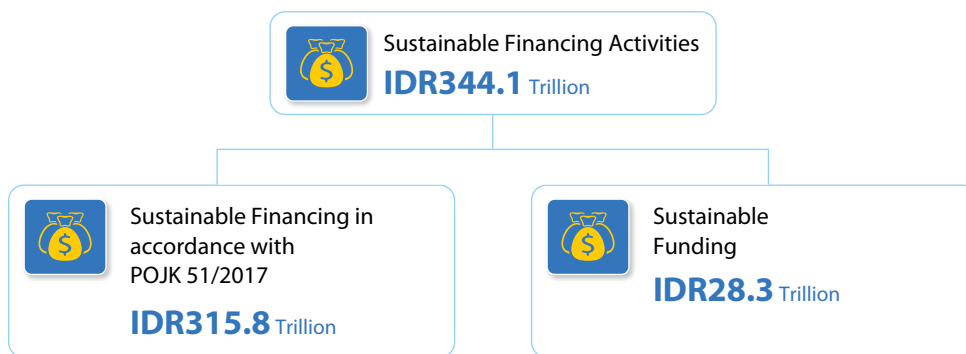 Sustainable Financing Activities
IDR344.1 Trillion
Sustainable Financing in
accordance with
POJK 51/2017
IDR315.8 Trillion
Sustainable
Funding
IDR28.3 Trillion